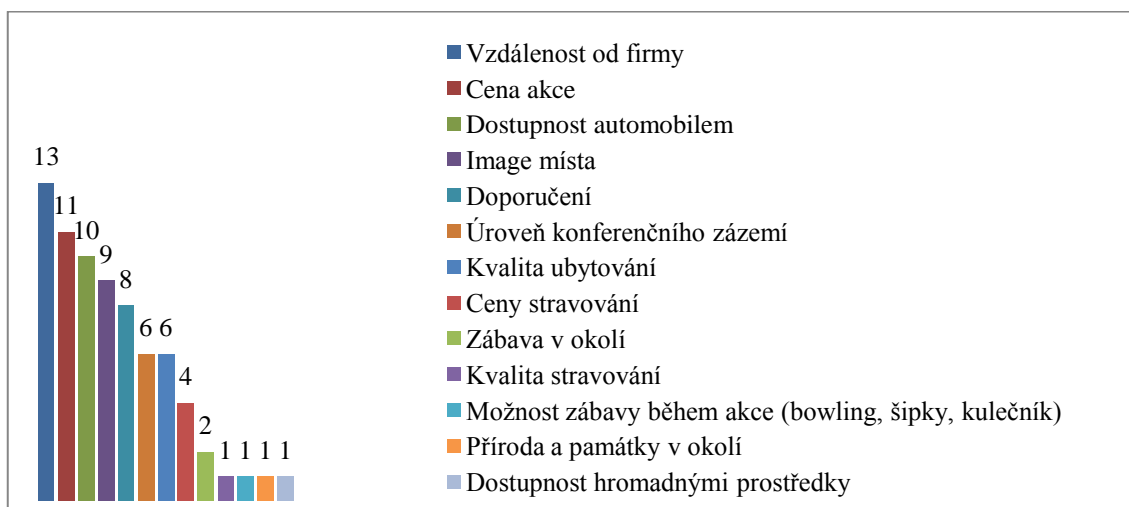 Vzdálenost od firmy
Cena akce
Dostupnost automobilem
Image místa
Doporučení
Úroveň konferenčního zázemí
Kvalita ubytování
Ceny stravování
Zábava v okolí
Kvalita stravování
Možnost zábavy během akce (bowling, šipky, kulečník)
Příroda a památky v okolí
Dostupnost hromadnými prostředky
13
11
10
9
8
6
6
4
2
1
1
1
1